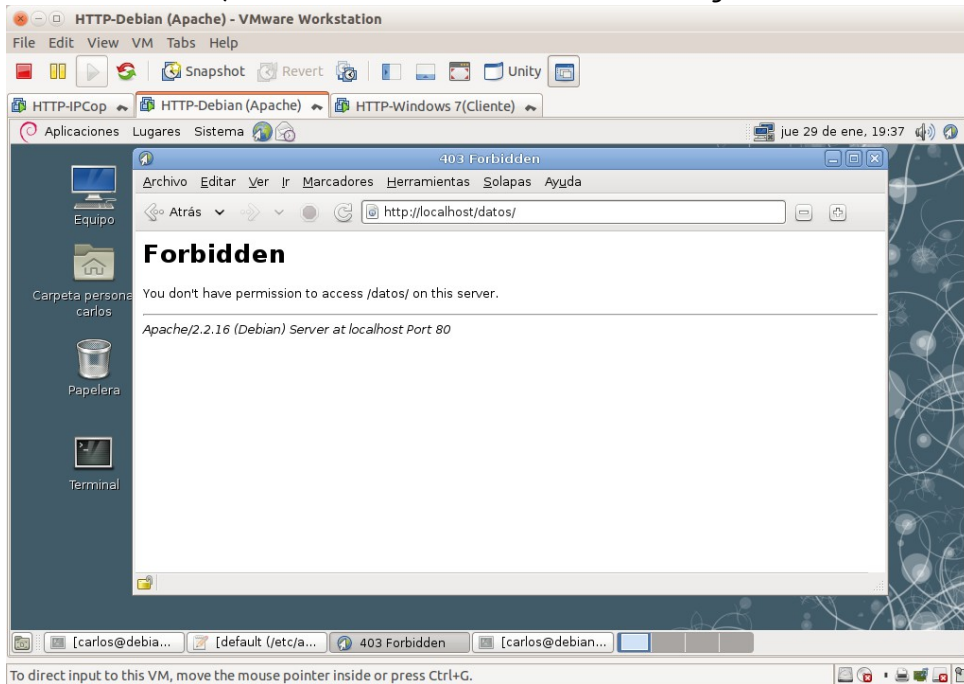 HTTP-Debian (Apache) - VMware Workstation
File Edit View VM Tabs Help
Snapshot Revert Unity
HTTP-IPCop HTTP-Debian (Apache) HTTP-Windows 7(Cliente)
Aplicaciones Lugares Sistema jue 29 de ene, 19:37
403 Forbidden
Archivo Editar Ver Ir Marcadores Herramientas Solapas Ayuda
Atrás http://localhost/datos/
Equipo
Forbidden
Carpeta persona
carlos
You don't have permission to access /datos/ on this server.
Apache/2.2.16 (Debian) Server at localhost Port 80
Papelera
Terminal
[carlos@debia... [default (/etc/a... 403 Forbidden [carlos@debian...
To direct input to this VM, move the mouse pointer inside or press Ctrl+G.